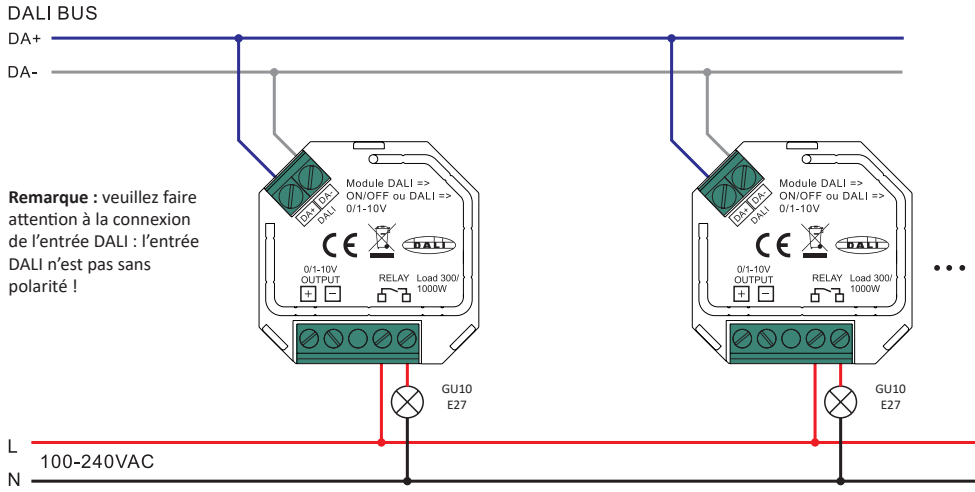 DALI BUS
DA+
DA-
Remarque : veuillez faire
attention à la connexion
de l'entrée DALI : l'entrée
DALI n'est pas sans
polarité !
DA+ DA-
DALI
Module DALI =>
ON/OFF ou DALI =>
0/1-10V
CE
DALI
0/1-10V
OUTPUT
+ -
RELAY
Load 300/
1000W
GU10
E27
DA+ DA-
DALI
Module DALI =>
ON/OFF ou DALI =>
0/1-10V
CE
DALI
0/1-10V
OUTPUT
+ -
RELAY
Load 300/
1000W
...
GU10
E27
L
100-240VAC
N